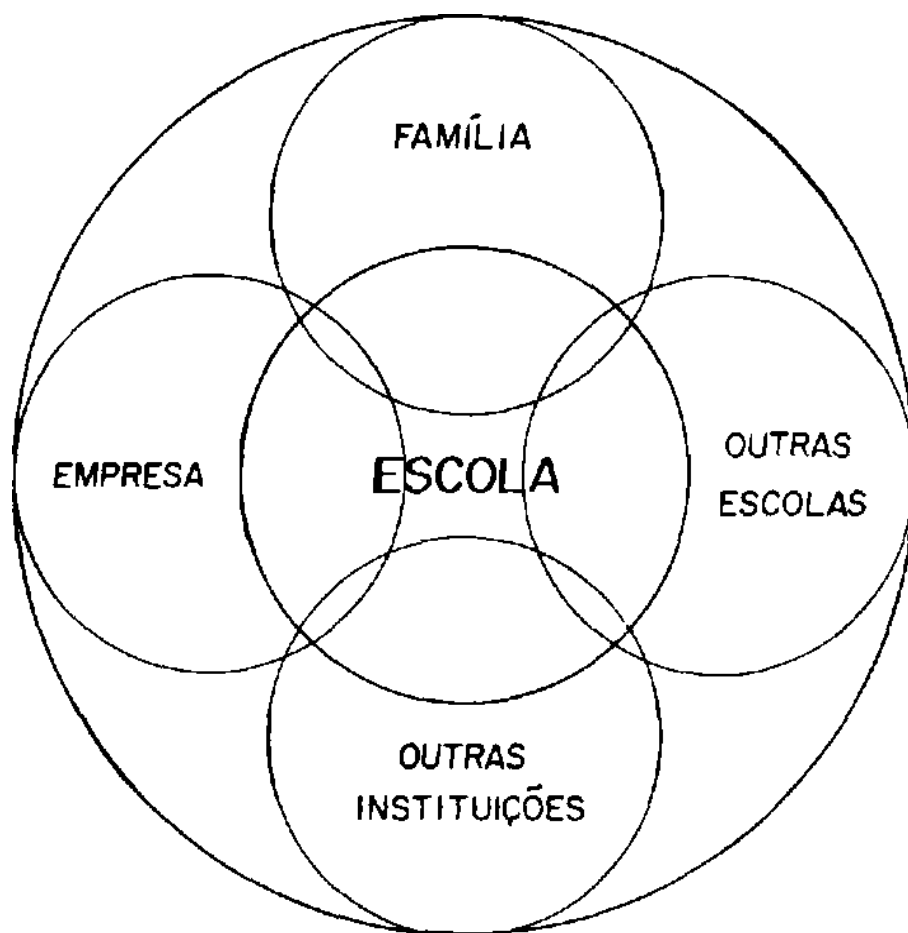 FAMÍLIA
EMPRESA
ESCOLA
OUTRAS
ESCOLAS
OUTRAS
INSTITUIÇÕES